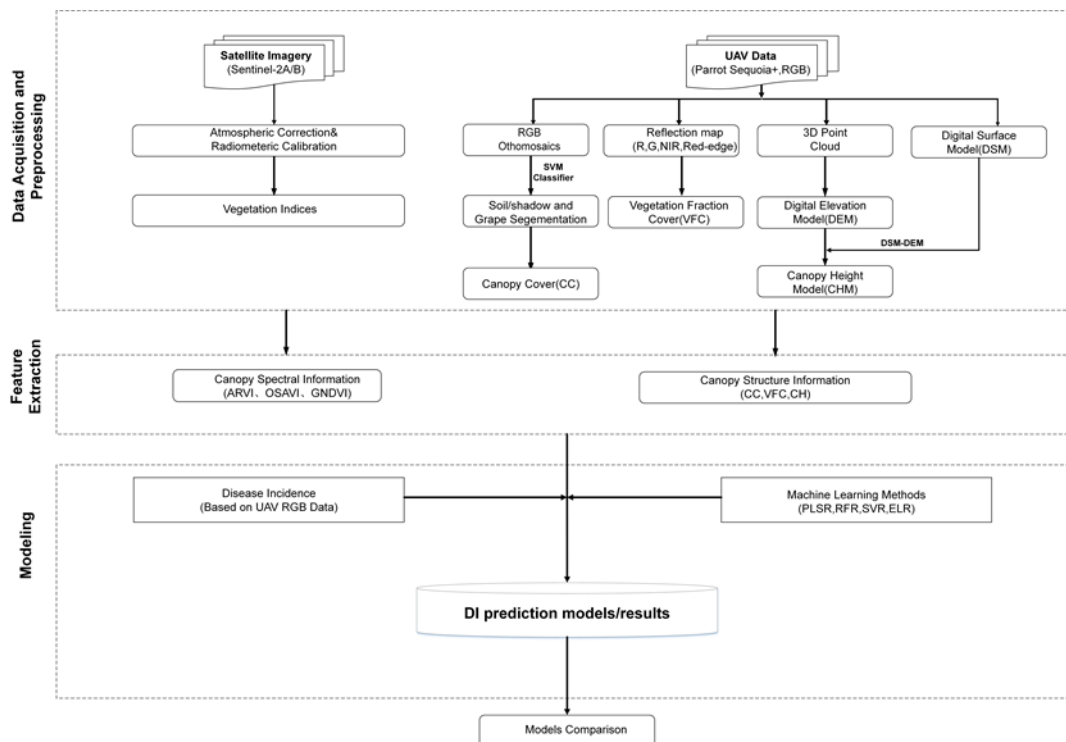 Data Acquisition and
Preprocessing
Satellite Imagery
(Sentinel-2A/B)
Atmospheric Correction&
Radiometeric Calibration
Vegetation Indices
UAV Data
(Parrot Sequoia+,RGB)
RGB
Othomosaics
Reflection map
(R,G,NIR,Red-edge)
3D Point
Cloud
Digital Surface
Model(DSM)
SVM
Classifier
Soil/shadow and
Grape Segementation
Vegetation Fraction
Cover(VFC)
Digital Elevation
Model(DEM)
DSM-DEM
Canopy Cover(CC)
Canopy Height
Model(CHM)
Feature
Extraction
Canopy Spectral Information
(ARVI、OSAVI、GNDVI)
Canopy Structure Information
(CC,VFC,CH)
Modeling
Disease Incidence
(Based on UAV RGB Data)
Machine Learning Methods
(PLSR,RFR,SVR,ELR)
DI prediction models/results
Models Comparison